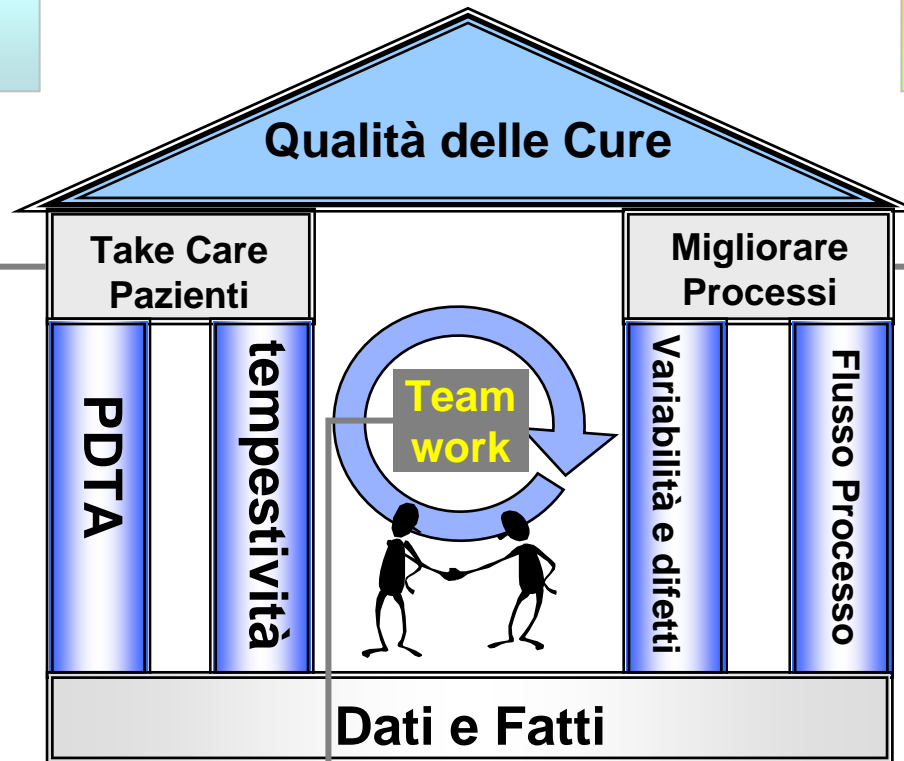 Qualità delle Cure
Take Care
Pazienti
Migliorare
Processi
PDTA
tempestività
Team
work
Variabilità e difetti
Flusso Processo
Dati e Fatti